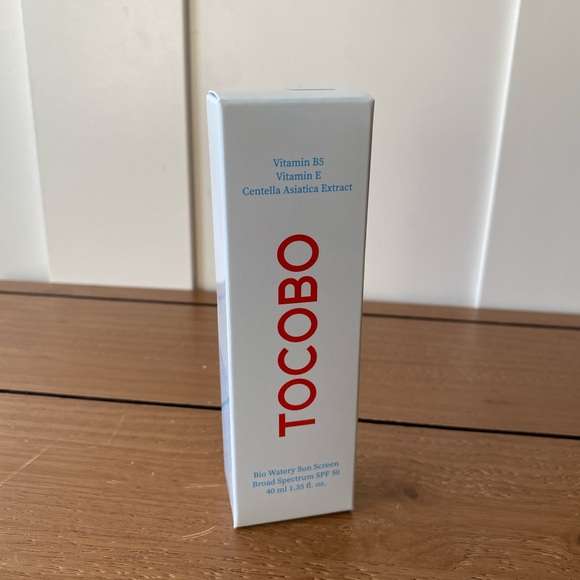 Vitamin B5
Vitamin E
Centella Asiatica Extract
TOCOBO
Bio Watery Sun Screen
Broad Spectrum SPF 50
40 ml 1.35 fl. oz.